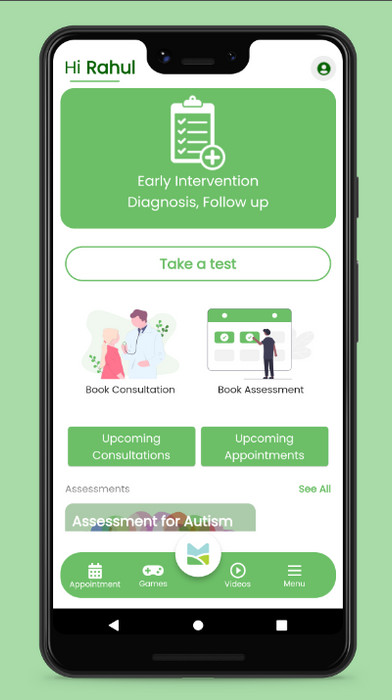 Hi Rahul
Early Intervention
Diagnosis, Follow up
Take a test
Book Consultation
Book Assessment
Upcoming
Consultations
Upcoming
Appointments
Assessments
See All
Assessment for Autism
Appointment
Games
Videos
Menu